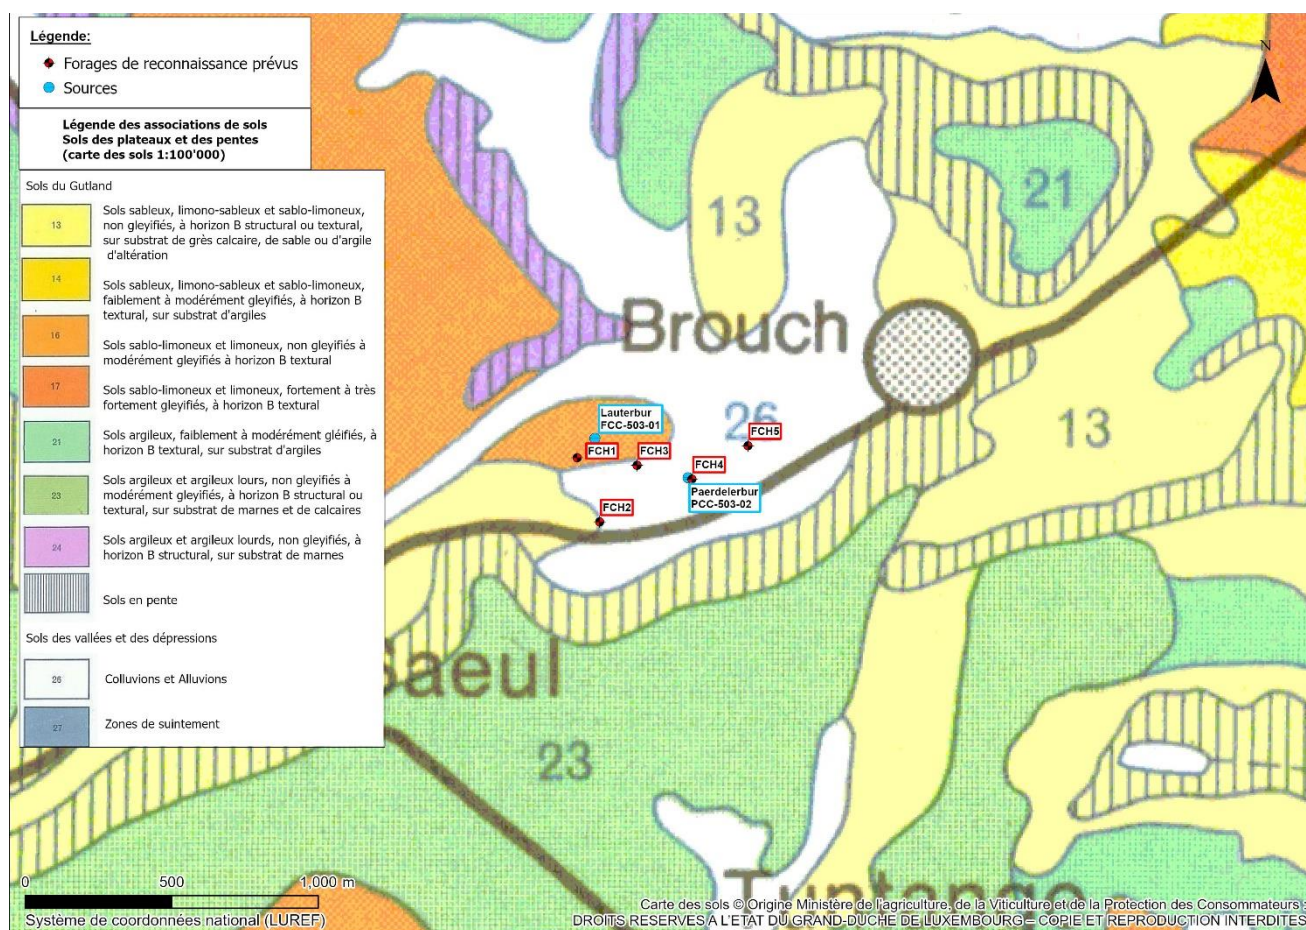 Légende:
Forages de reconnaissance prévus
Sources
Légende des associations de sols
Sols des plateaux et des pentes
(carte des sols 1:100'000)
Sols du Gutland
13
Sols sableux, limono-sableux et sablo-limoneux,
non gleyifiés, à horizon B structural ou textural,
sur substrat de grès calcaire, de sable ou d'argile
d'altération
14
Sols sableux, limono-sableux et sablo-limoneux,
faiblement à modérément gleyifiés, à horizon B
textural, sur substrat d'argiles
16
Sols sablo-limoneux et limoneux, non gleyifiés à
modérément gleyifiés à horizon B textural
17
Sols sablo-limoneux et limoneux, fortement à très
fortement gleyifiés, à horizon B textural
21
Sols argileux, faiblement à modérément gléifiés, à
horizon B textural, sur substrat d'argiles
23
Sols argileux et argileux lours, non gleyifiés à
modérément gleyifiés, à horizon B structural ou
textural, sur substrat de marnes et de calcaires
24
Sols argileux et argileux lourds, non gleyifiés, à
horizon B structural, sur substrat de marnes
Sols en pente
Sols des vallées et des dépressions
26
Colluvions et Alluvions
27
Zones de suintement
N
13
21
Brouch
26
13
Lauterbur
FCC-503-01
FCH1
FCH3
FCH5
FCH4
Paerdelerbur
PCC-503-02
FCH2
Saeul
23
Tuntange
0 500 1,000 m
Système de coordonnées national (LUREF)
Carte des sols © Origine Ministère de l'agriculture, de la Viticulture et de la Protection des Consommateurs :
DROITS RESERVES A L'ETAT DU GRAND-DUCHE DE LUXEMBOURG – COPIE ET REPRODUCTION INTERDITES